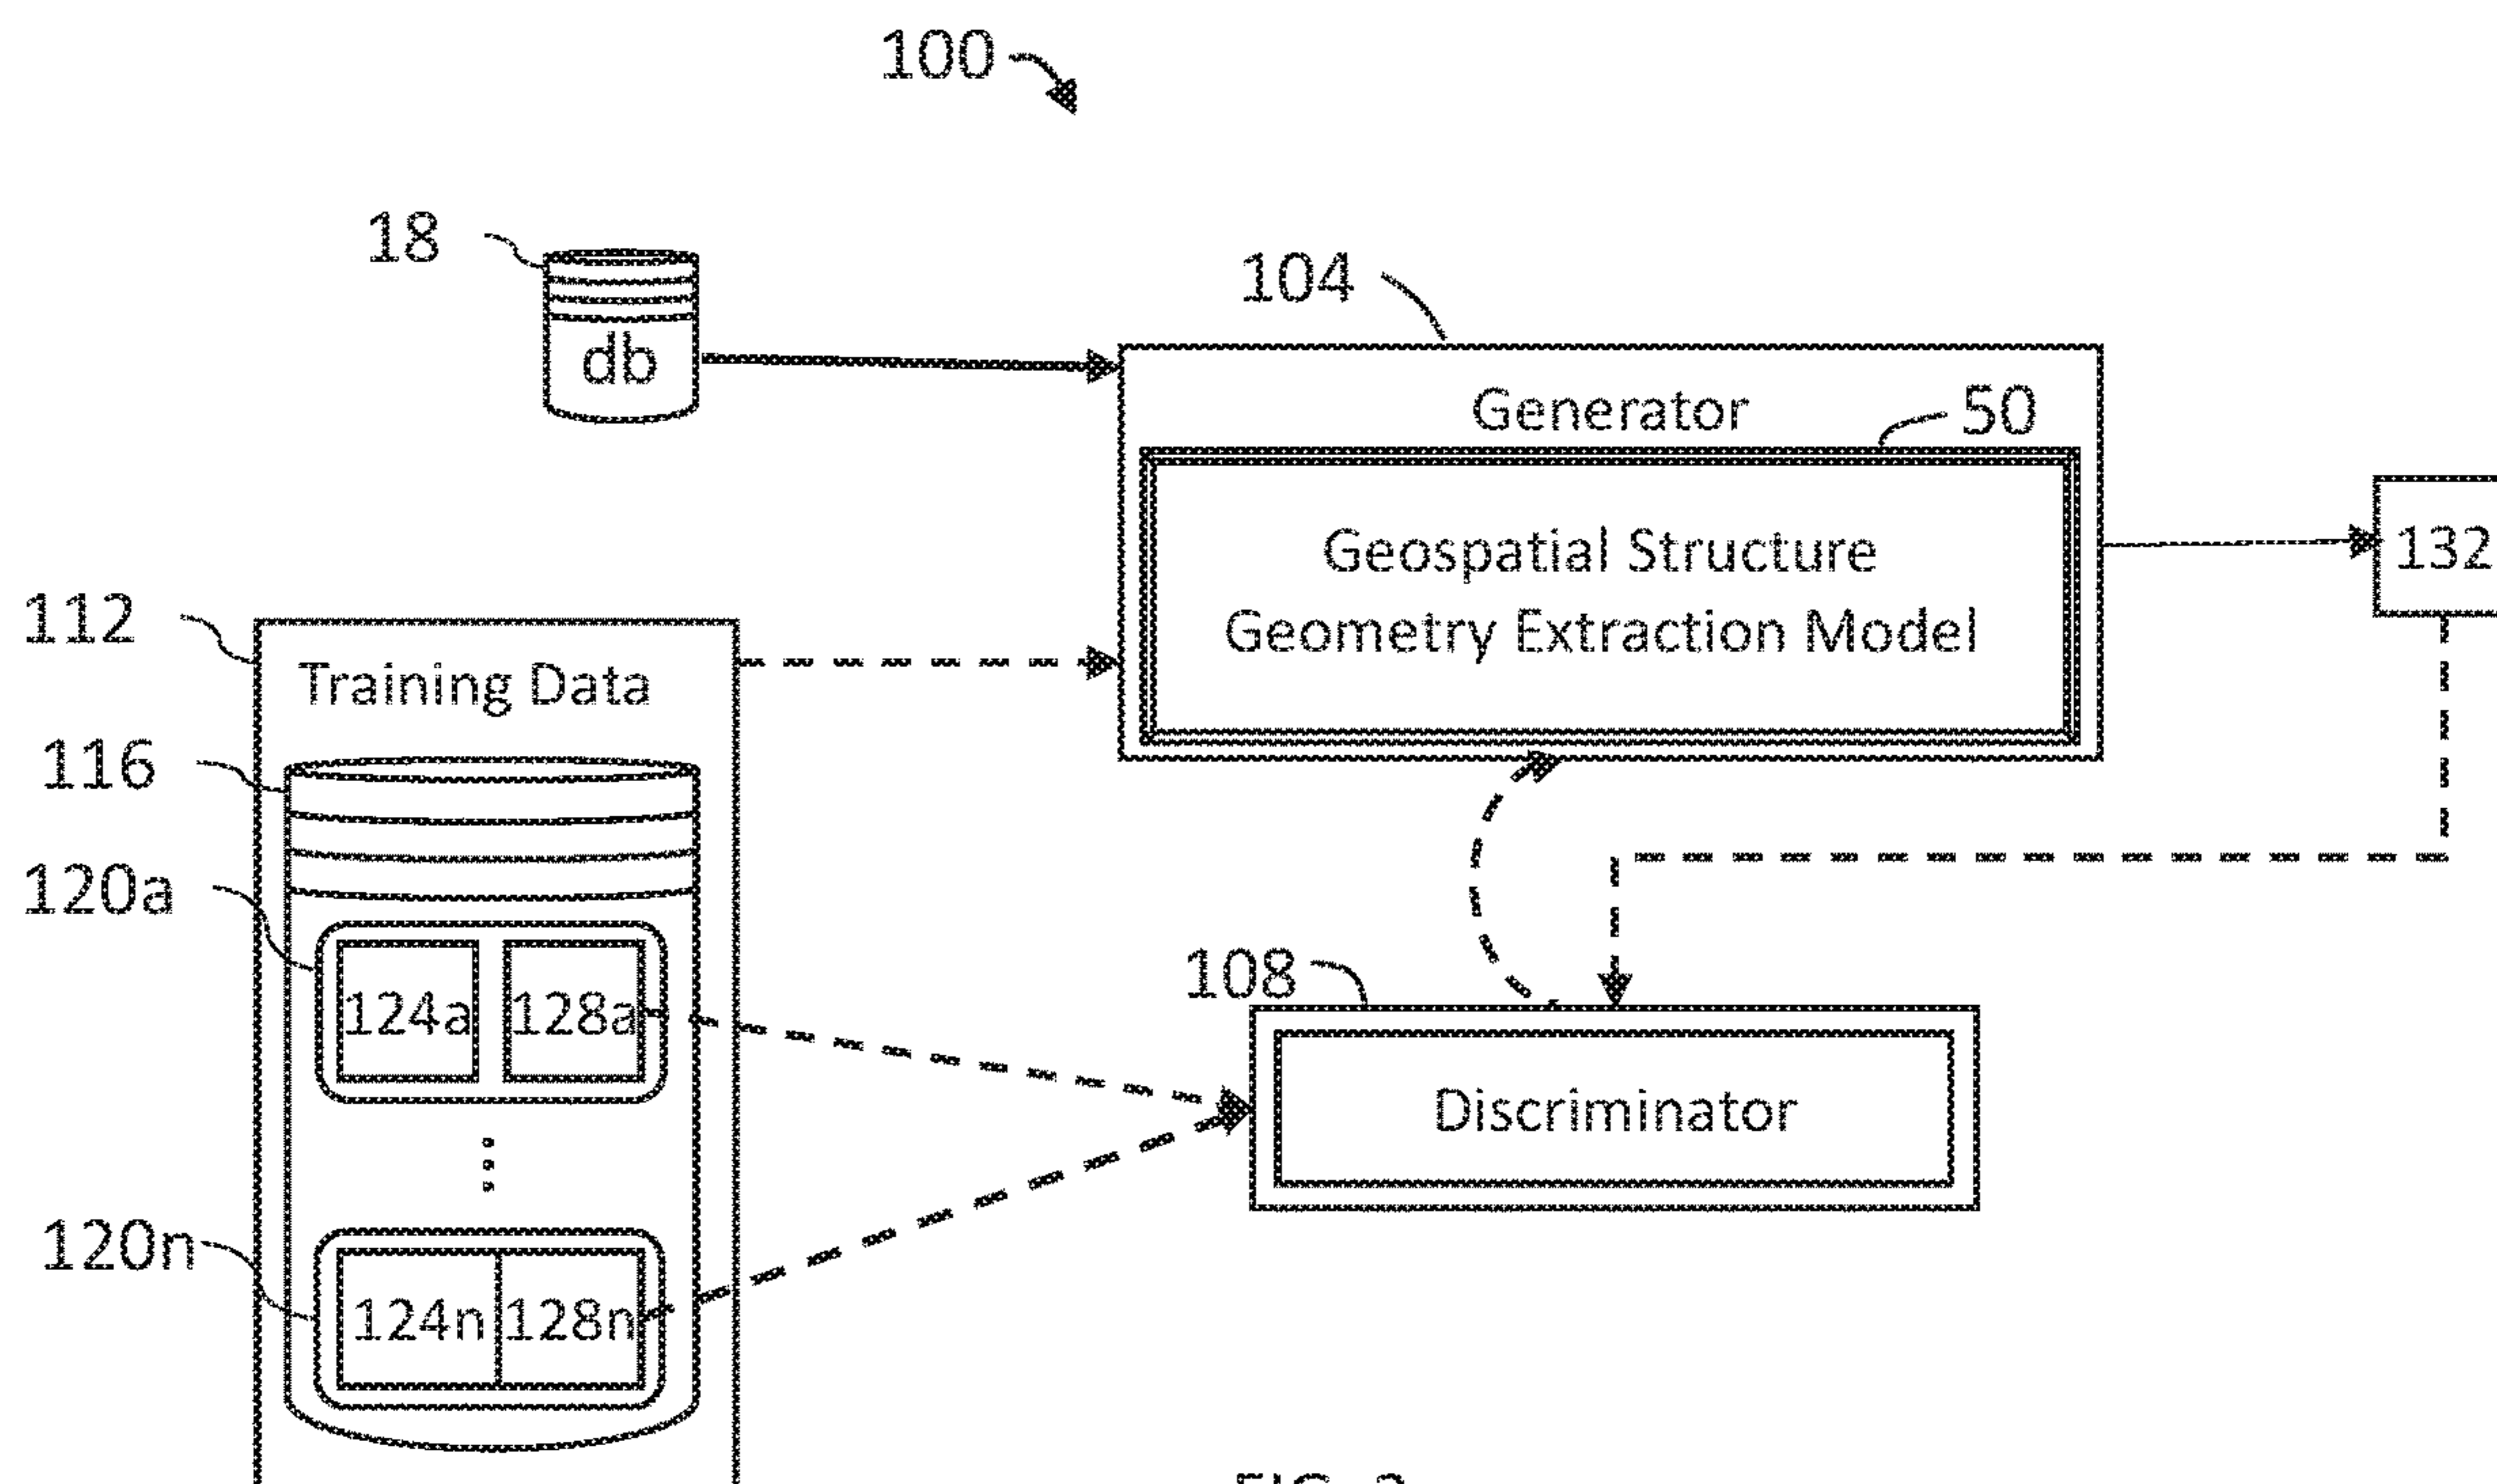 100
18
db
104
Generator
50
Geospatial Structure
Geometry Extraction Model
132
112
Training Data
116
120a
124a
128a
108
Discriminator
120n
124n
128n